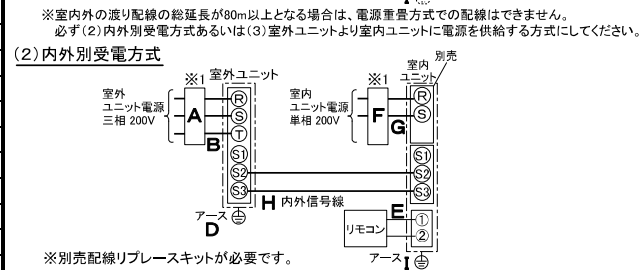 ※室内外の渡り配線の総延長が80m以上となる場合は、電源重畳方式での配線はできません。
必ず(2)内外別受電方式あるいは(3)室外ユニットより室内ユニットに電源を供給する方式にしてください。
(2)内外別受電方式
別売
※1 室外ユニット
※1 室内ユニット
室外
ユニット電源
三相 200V
A
B
R
S
T
S1
S2
S3
室内
ユニット電源
単相 200V
F
G
R
S
S1
S2
S3
H 内外信号線
アース
D
リモコン
E
①
②
アース
I
※別売配線リプレースキットが必要です。